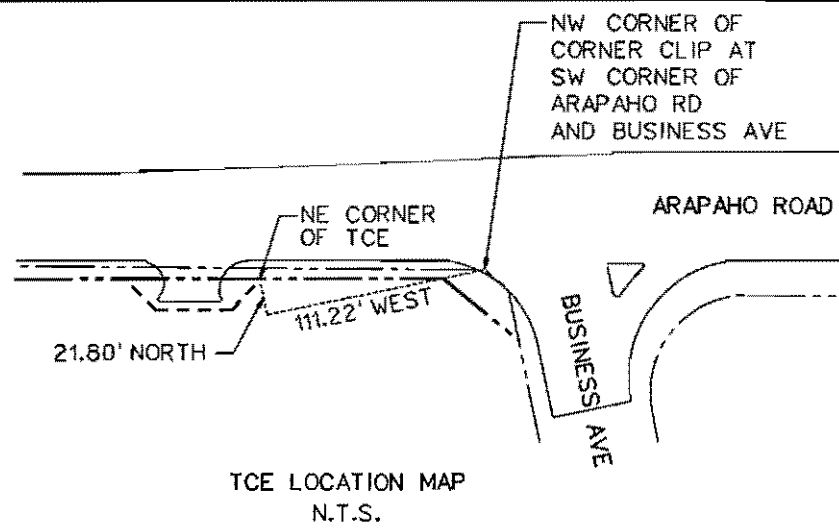 NW CORNER OF
CORNER CLIP AT
SW CORNER OF
ARAPAHO RD
AND BUSINESS AVE
ARAPAHO ROAD
NE CORNER
OF TCE
111.22' WEST
21.80' NORTH
BUSINESS AVE
TCE LOCATION MAP
N.T.S.